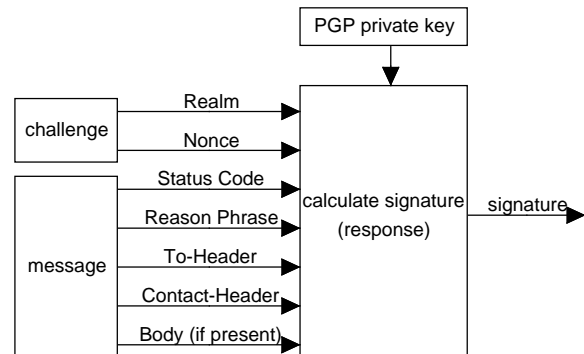 PGP private key
Realm
challenge
Nonce
Status Code
calculate signature
(response)
signature
Reason Phrase
message
To-Header
Contact-Header
Body (if present)